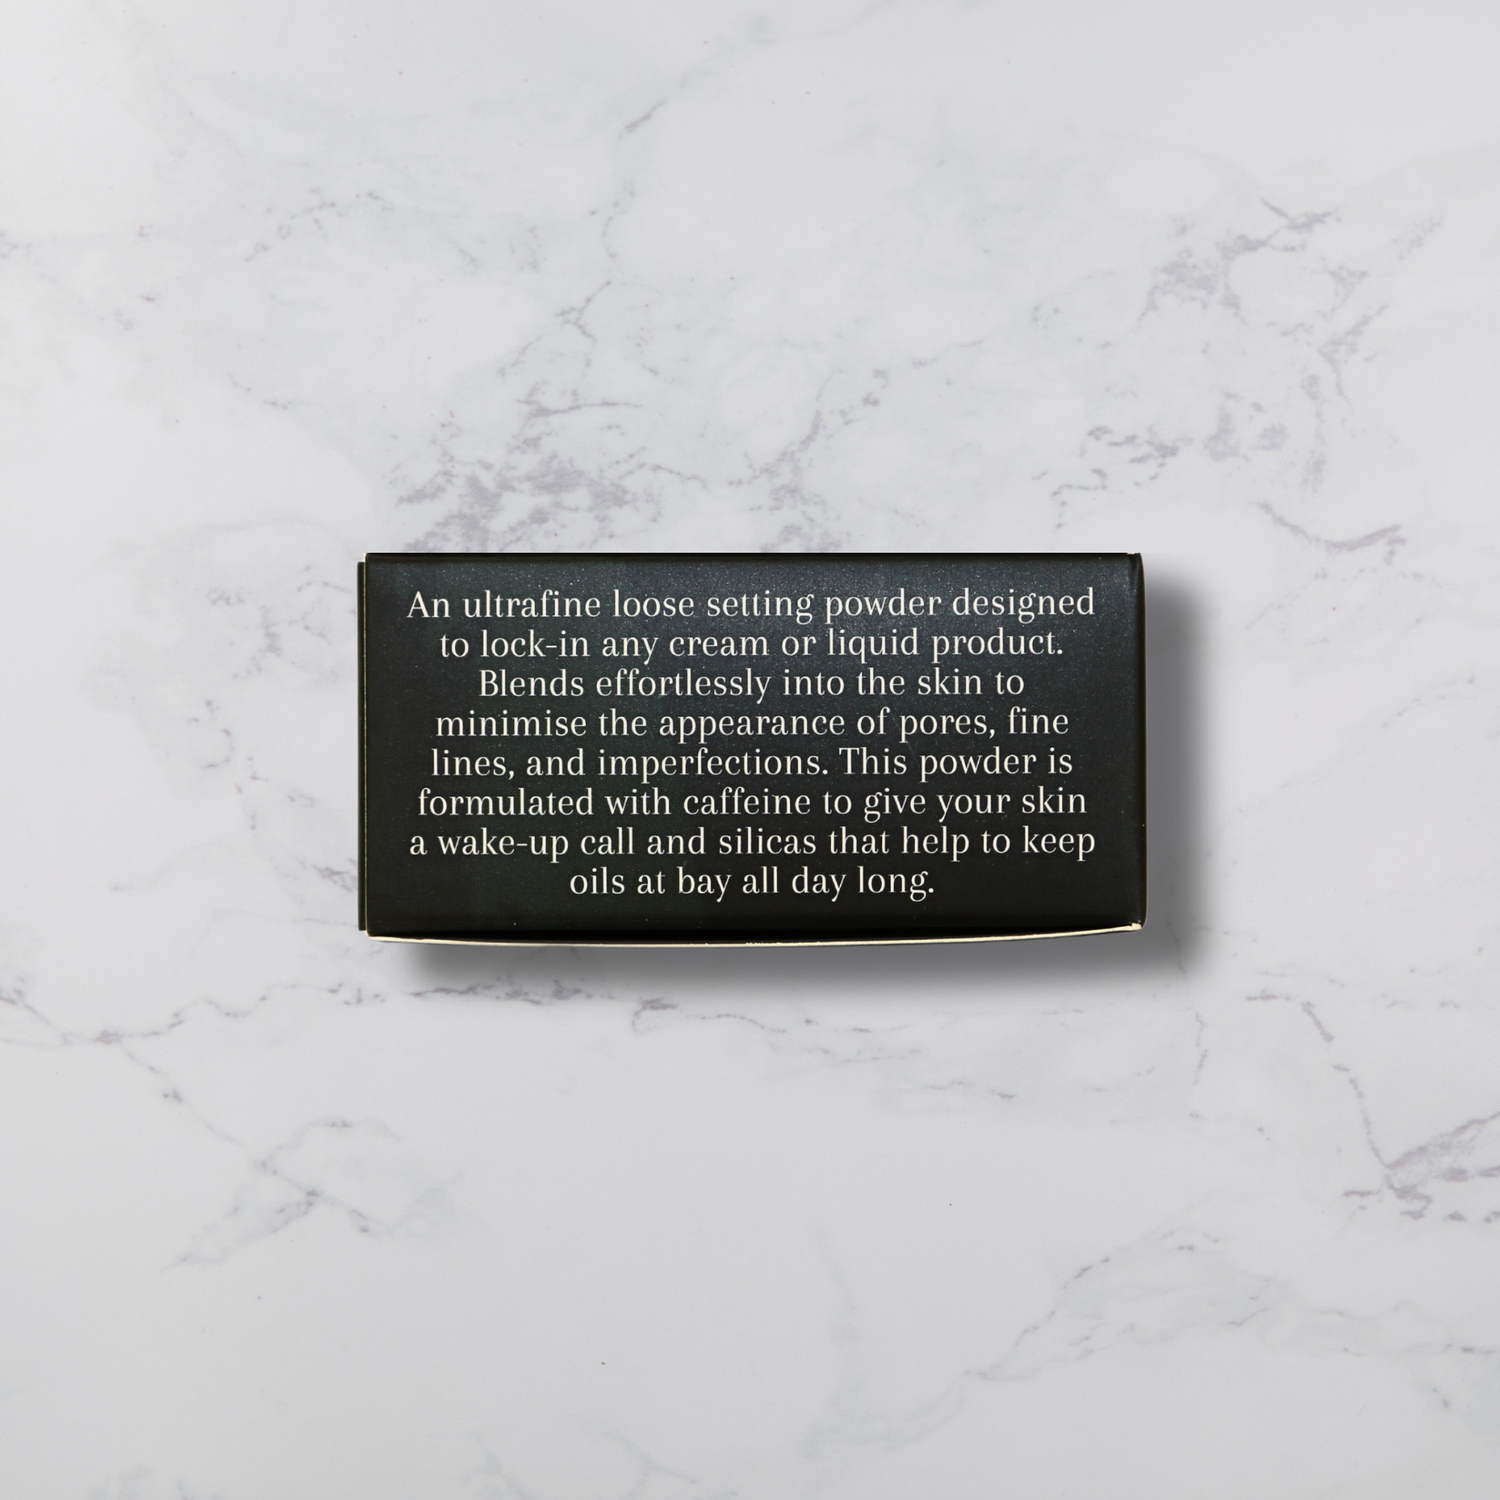 An ultrafine loose setting powder designed
to lock-in any cream or liquid product.
Blends effortlessly into the skin to
minimise the appearance of pores, fine
lines, and imperfections. This powder is
formulated with caffeine to give your skin
a wake-up call and silicas that help to keep
oils at bay all day long.